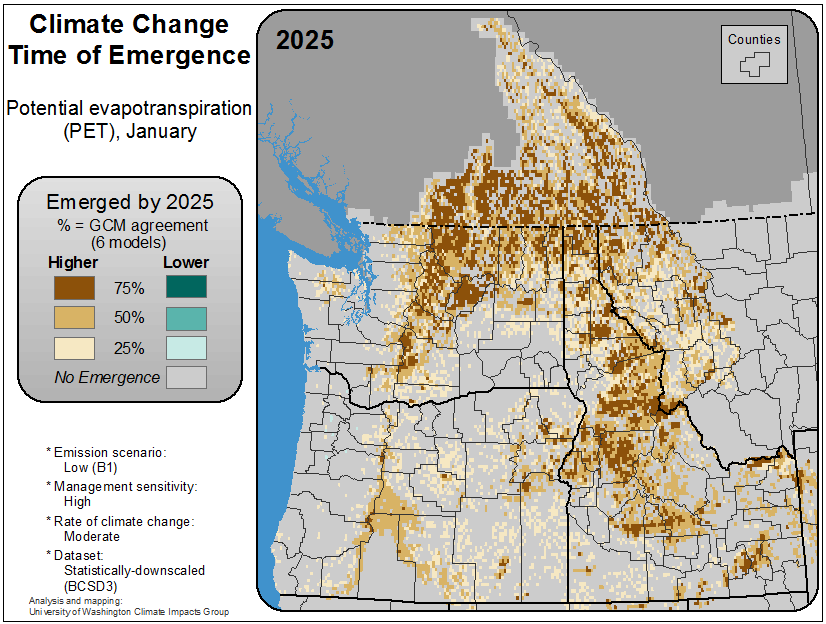 Climate Change
Time of Emergence
Potential evapotranspiration
(PET), January
Emerged by 2025
% = GCM agreement
(6 models)
Higher Lower
75%
50%
25%
No Emergence
* Emission scenario:
Low (B1)
* Management sensitivity:
High
* Rate of climate change:
Moderate
* Dataset:
Statistically-downscaled
(BCSD3)
Analysis and mapping:
University of Washington Climate Impacts Group
2025
Counties